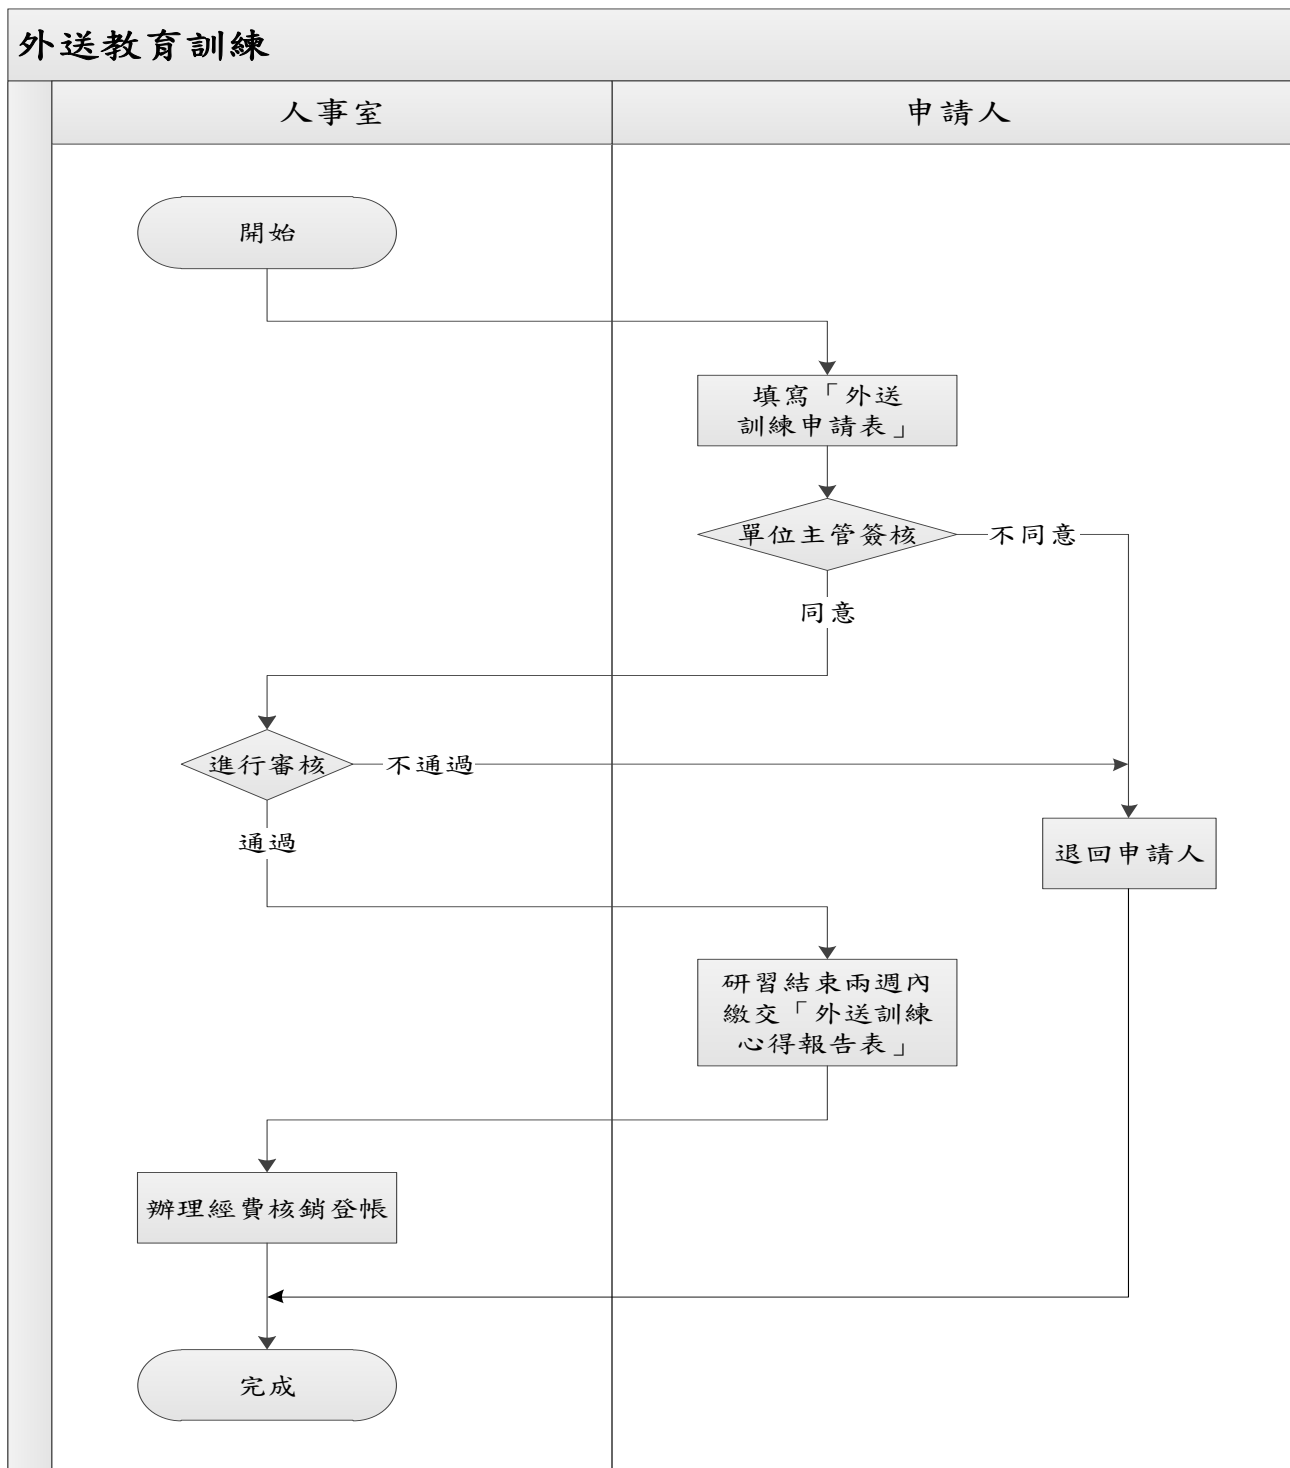 外送教育訓練
人事室
申請人
開始
填寫「外送
訓練申請表」
單位主管簽核
不同意
同意
進行審核
不通過
通過
退回申請人
研習結束兩週內
繳交「外送訓練
心得報告表」
辦理經費核銷登帳
完成